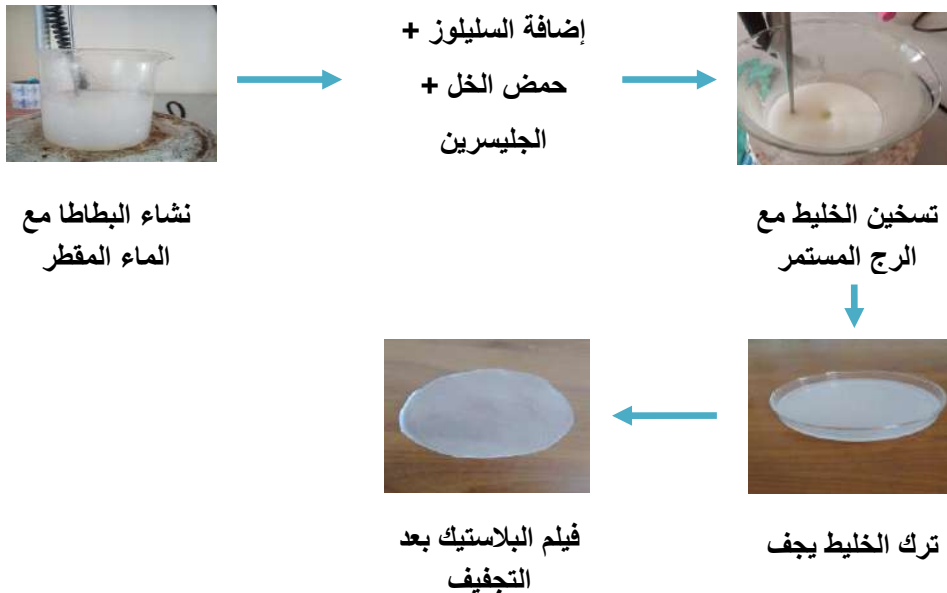 نشاء البطاطا مع
الماء المقطر
إضافة السليلوز +
حمض الخل +
الجليسرين
تسخين الخليط مع
الرج المستمر
ترك الخليط يجف
فيلم البلاستيك بعد
التجفيف